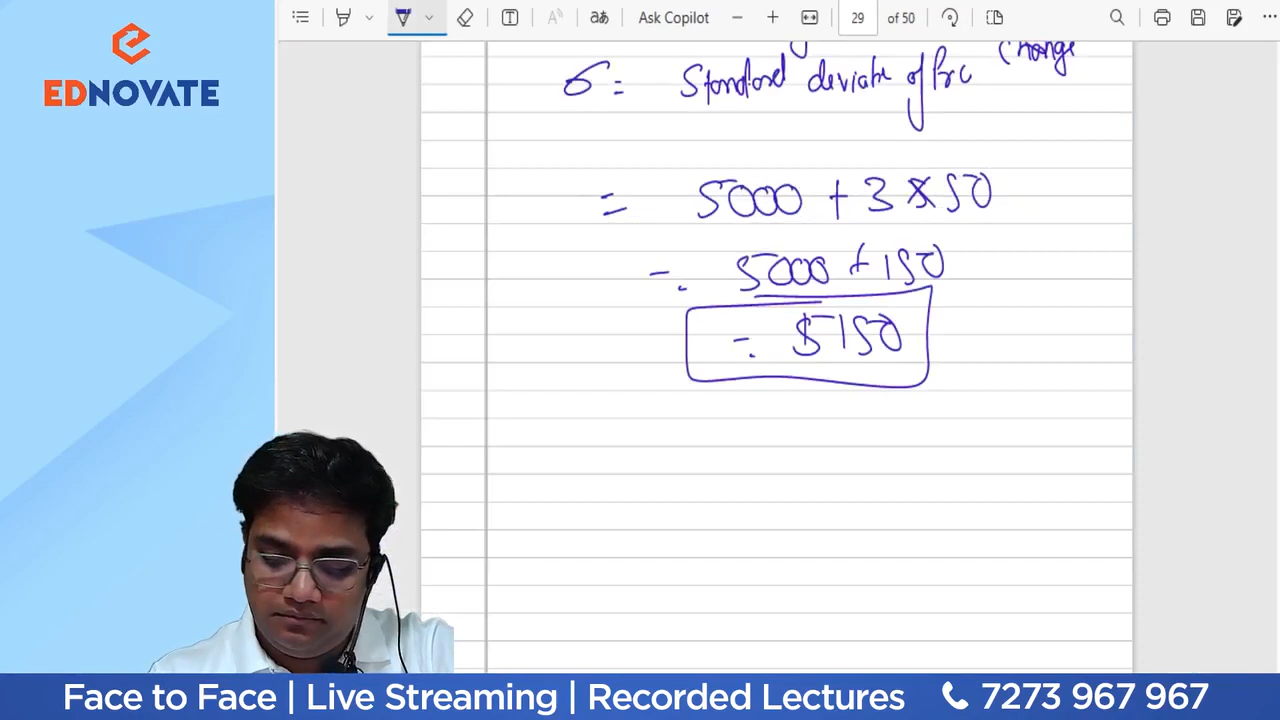 Ask Copilot
29 of 50
EDNOVATE
change
σ = Standard deviate of Prc
= 5000 + 3 × 50
= 5000 + 150
= 5150
Face to Face | Live Streaming | Recorded Lectures 7273 967 967